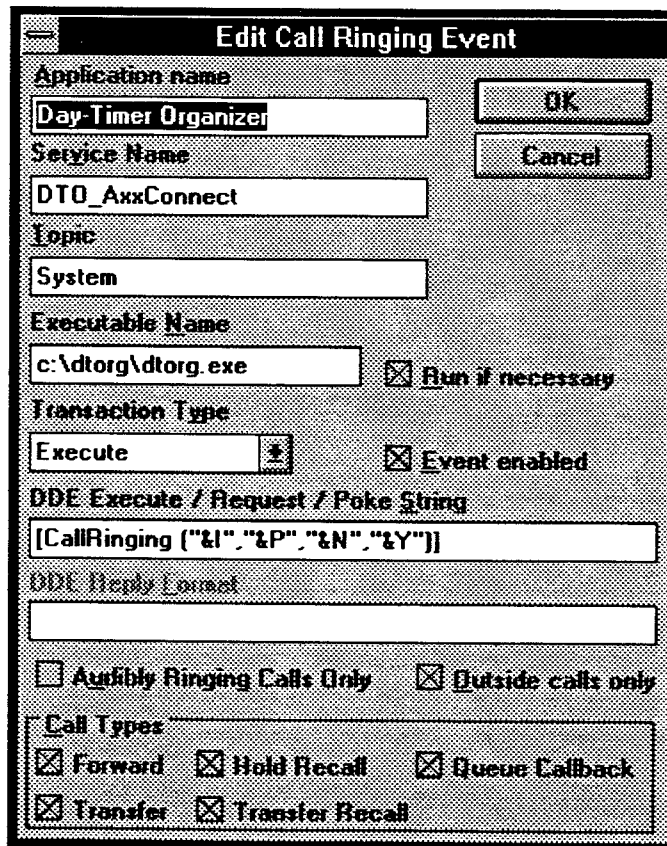 Edit Call Ringing Event
Application name
OK
Day-Timer Organizer
Service Name
Cancel
DTO_AxxConnect
Topic
System
Executable Name
c:\dtorg\dtorg.exe
Run if necessary
Transaction Type
Execute
Event enabled
DDE Execute / Request / Poke String
[CallRinging ("&I","&P","&N","&Y")]
DDE Reply Format
Audibly Ringing Calls Only
Outside calls only
Call Types
Forward
Hold Recall
Queue Callback
Transfer
Transfer Recall